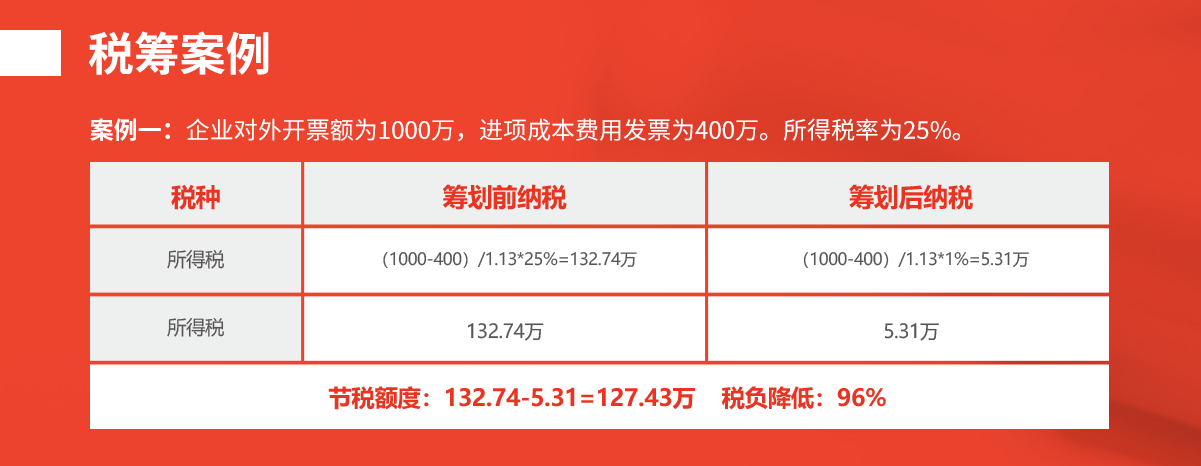 税筹案例
案例一：企业对外开票额为1000万，进项成本费用发票为400万。所得税率为25%。
税种 筹划前纳税 筹划后纳税
所得税 （1000-400）/1.13*25%=132.74万 （1000-400）/1.13*1%=5.31万
所得税 132.74万 5.31万
节税额度：132.74-5.31=127.43万 税负降低：96%